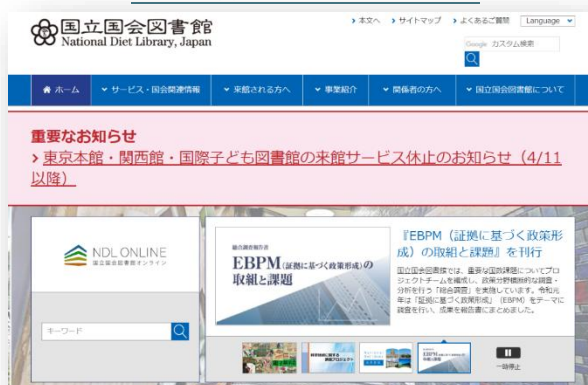 国立国会図書館
National Diet Library, Japan
本文へ サイトマップ よくあるご質問 Language
Google カスタム検索
ホーム サービス・国会関連情報 来館される方へ 事業紹介 関係者の方へ 国立国会図書館について
重要なお知らせ
東京本館・関西館・国際子ども図書館の来館サービス休止のお知らせ（4/11
以降）
NDL ONLINE
国立国会図書館オンライン
キーワード
総合調査報告書
EBPM（証拠に基づく政策形成）の
取組と課題
『EBPM（証拠に基づく政策形
成）の取組と課題』を刊行
国立国会図書館では、重要な国政課題についてプロ
ジェクトチームを編成し、政策分野横断的な調査・
分析を行う「総合調査」を実施しています。令和元
年は「証拠に基づく政策形成」（EBPM）をテーマに
調査を行い、成果を報告書にまとめました。
EBPM
取組と課題
一時停止